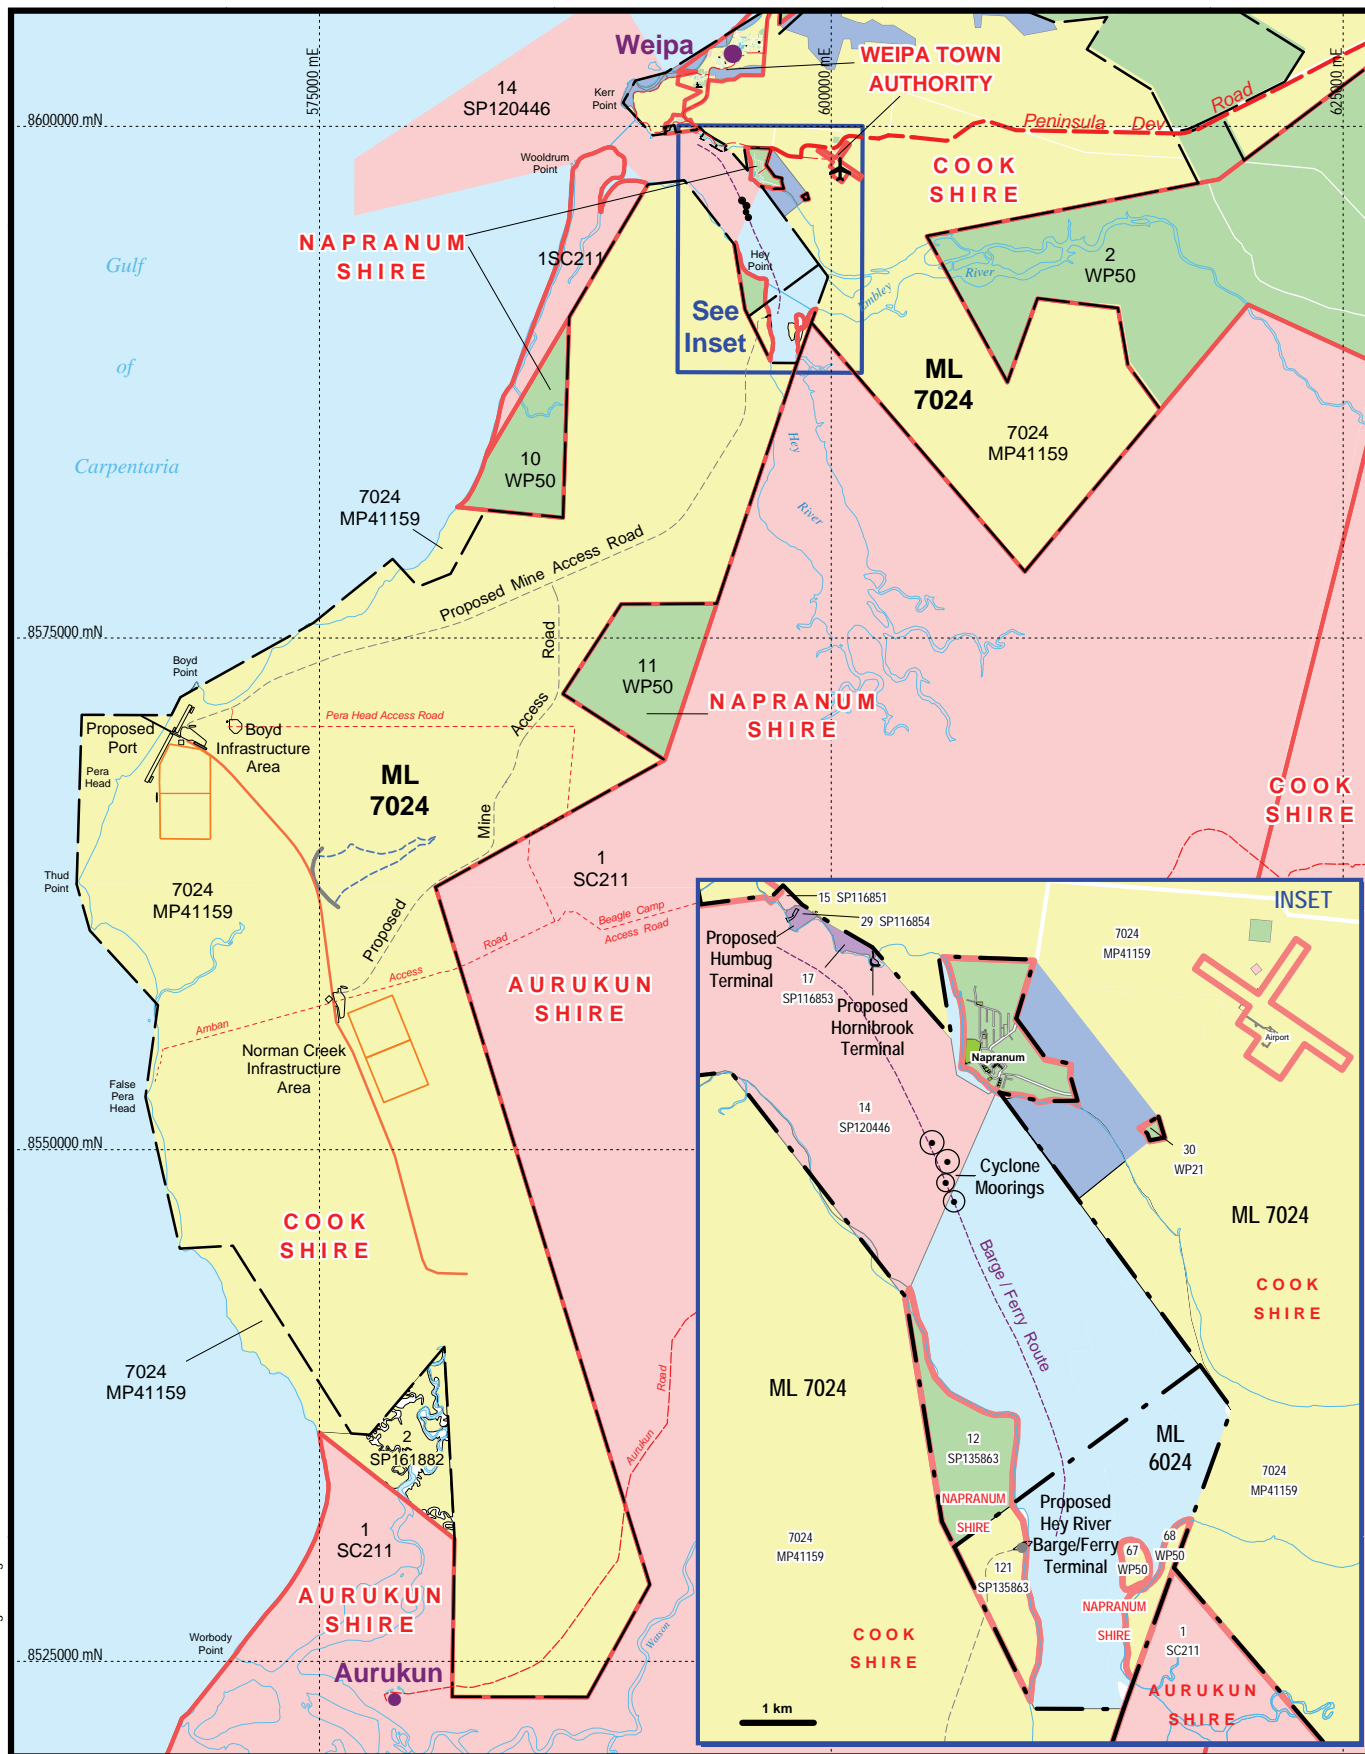 Weipa
WEIPA TOWN
AUTHORITY
575000 mE
600000 mE
625000 mE
14
SP120446
Kerr
Point
8600000 mN
Peninsula Dev Road
Wooldrum
Point
COOK
SHIRE
NAPRANUM
SHIRE
1SC211
Gulf
of
Carpentaria
Hey
Point
Embley
River
2
WP50
See
Inset
ML
7024
7024
MP41159
10
WP50
7024
MP41159
Hey
River
Proposed Mine Access Road
8575000 mN
Boyd
Point
11
WP50
NAPRANUM
SHIRE
Proposed
Port
Boyd
Infrastructure
Area
Pera Head Access Road
Pera
Head
ML
7024
Proposed Mine Access Road
COOK
SHIRE
Thud
Point
7024
MP41159
1
SC211
Beagle Camp
Access Road
AURUKUN
SHIRE
Amban Access Road
Norman Creek
Infrastructure
Area
False
Pera
Head
8550000 mN
COOK
SHIRE
7024
MP41159
2
SP161882
1
SC211
AURUKUN
SHIRE
Aurukun Road
Watson
Worbody
Point
8525000 mN
Aurukun
INSET
15 SP116851
29 SP116854
Proposed
Humbug
Terminal
17
SP116853
Proposed
Hornibrook
Terminal
7024
MP41159
Airport
Napranum
14
SP120446
Cyclone
Moorings
30
WP21
ML 7024
COOK
SHIRE
Barge / Ferry Route
ML 7024
12
SP135863
NAPRANUM
SHIRE
ML
6024
7024
MP41159
Proposed
Hey River
Barge/Ferry
Terminal
7024
MP41159
121
SP135863
67
WP50
68
WP50
NAPRANUM
SHIRE
1
SC211
COOK
SHIRE
AURUKUN
SHIRE
1 km